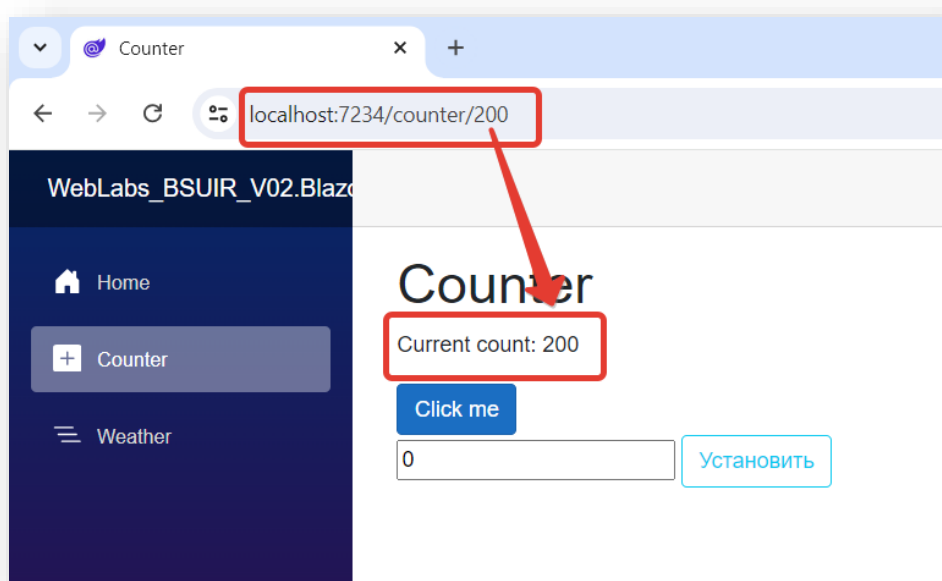 Counter
localhost:7234/counter/200
WebLabs_BSUIR_V02.Blazo
Home
Counter
Weather
Counter
Current count: 200
Click me
0
Установить